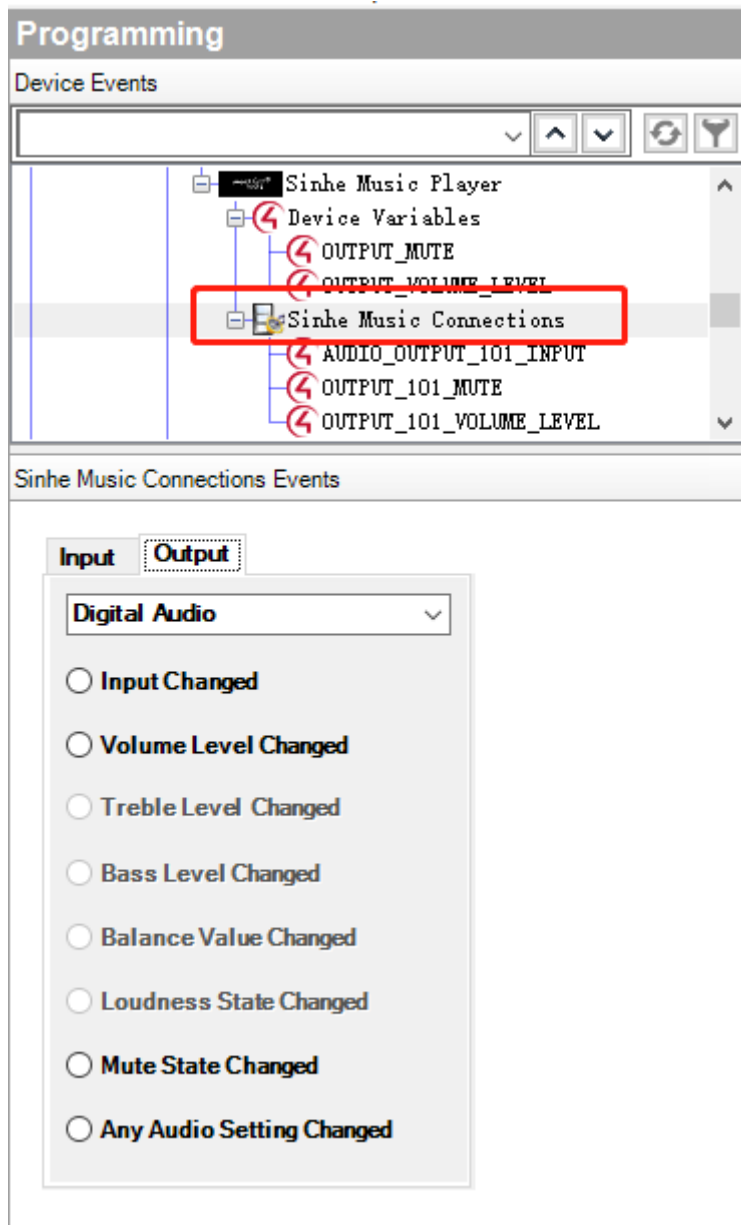 Programming
Device Events
Sinhe Music Player
Device Variables
OUTPUT_MUTE
OUTPUT_VOLUME_LEVEL
Sinhe Music Connections
AUDIO_OUTPUT_101_INPUT
OUTPUT_101_MUTE
OUTPUT_101_VOLUME_LEVEL
Sinhe Music Connections Events
Input Output
Digital Audio
Input Changed
Volume Level Changed
Treble Level Changed
Bass Level Changed
Balance Value Changed
Loudness State Changed
Mute State Changed
Any Audio Setting Changed